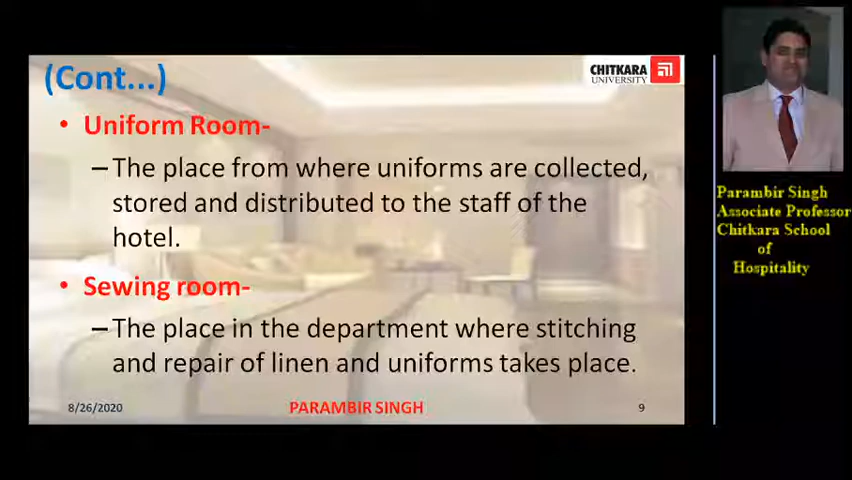 (Cont...)
CHITKARA
UNIVERSITY
• Uniform Room-
–The place from where uniforms are collected,
stored and distributed to the staff of the
hotel.
• Sewing room-
–The place in the department where stitching
and repair of linen and uniforms takes place.
8/26/2020
PARAMBIR SINGH
9
Parambir Singh
Associate Professor
Chitkara School
of
Hospitality